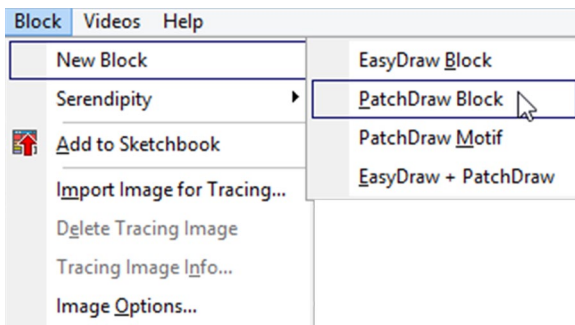 Block Videos Help
New Block
Serendipity
Add to Sketchbook
Import Image for Tracing...
Delete Tracing Image
Tracing Image Info...
Image Options...
EasyDraw Block
PatchDraw Block
PatchDraw Motif
EasyDraw + PatchDraw